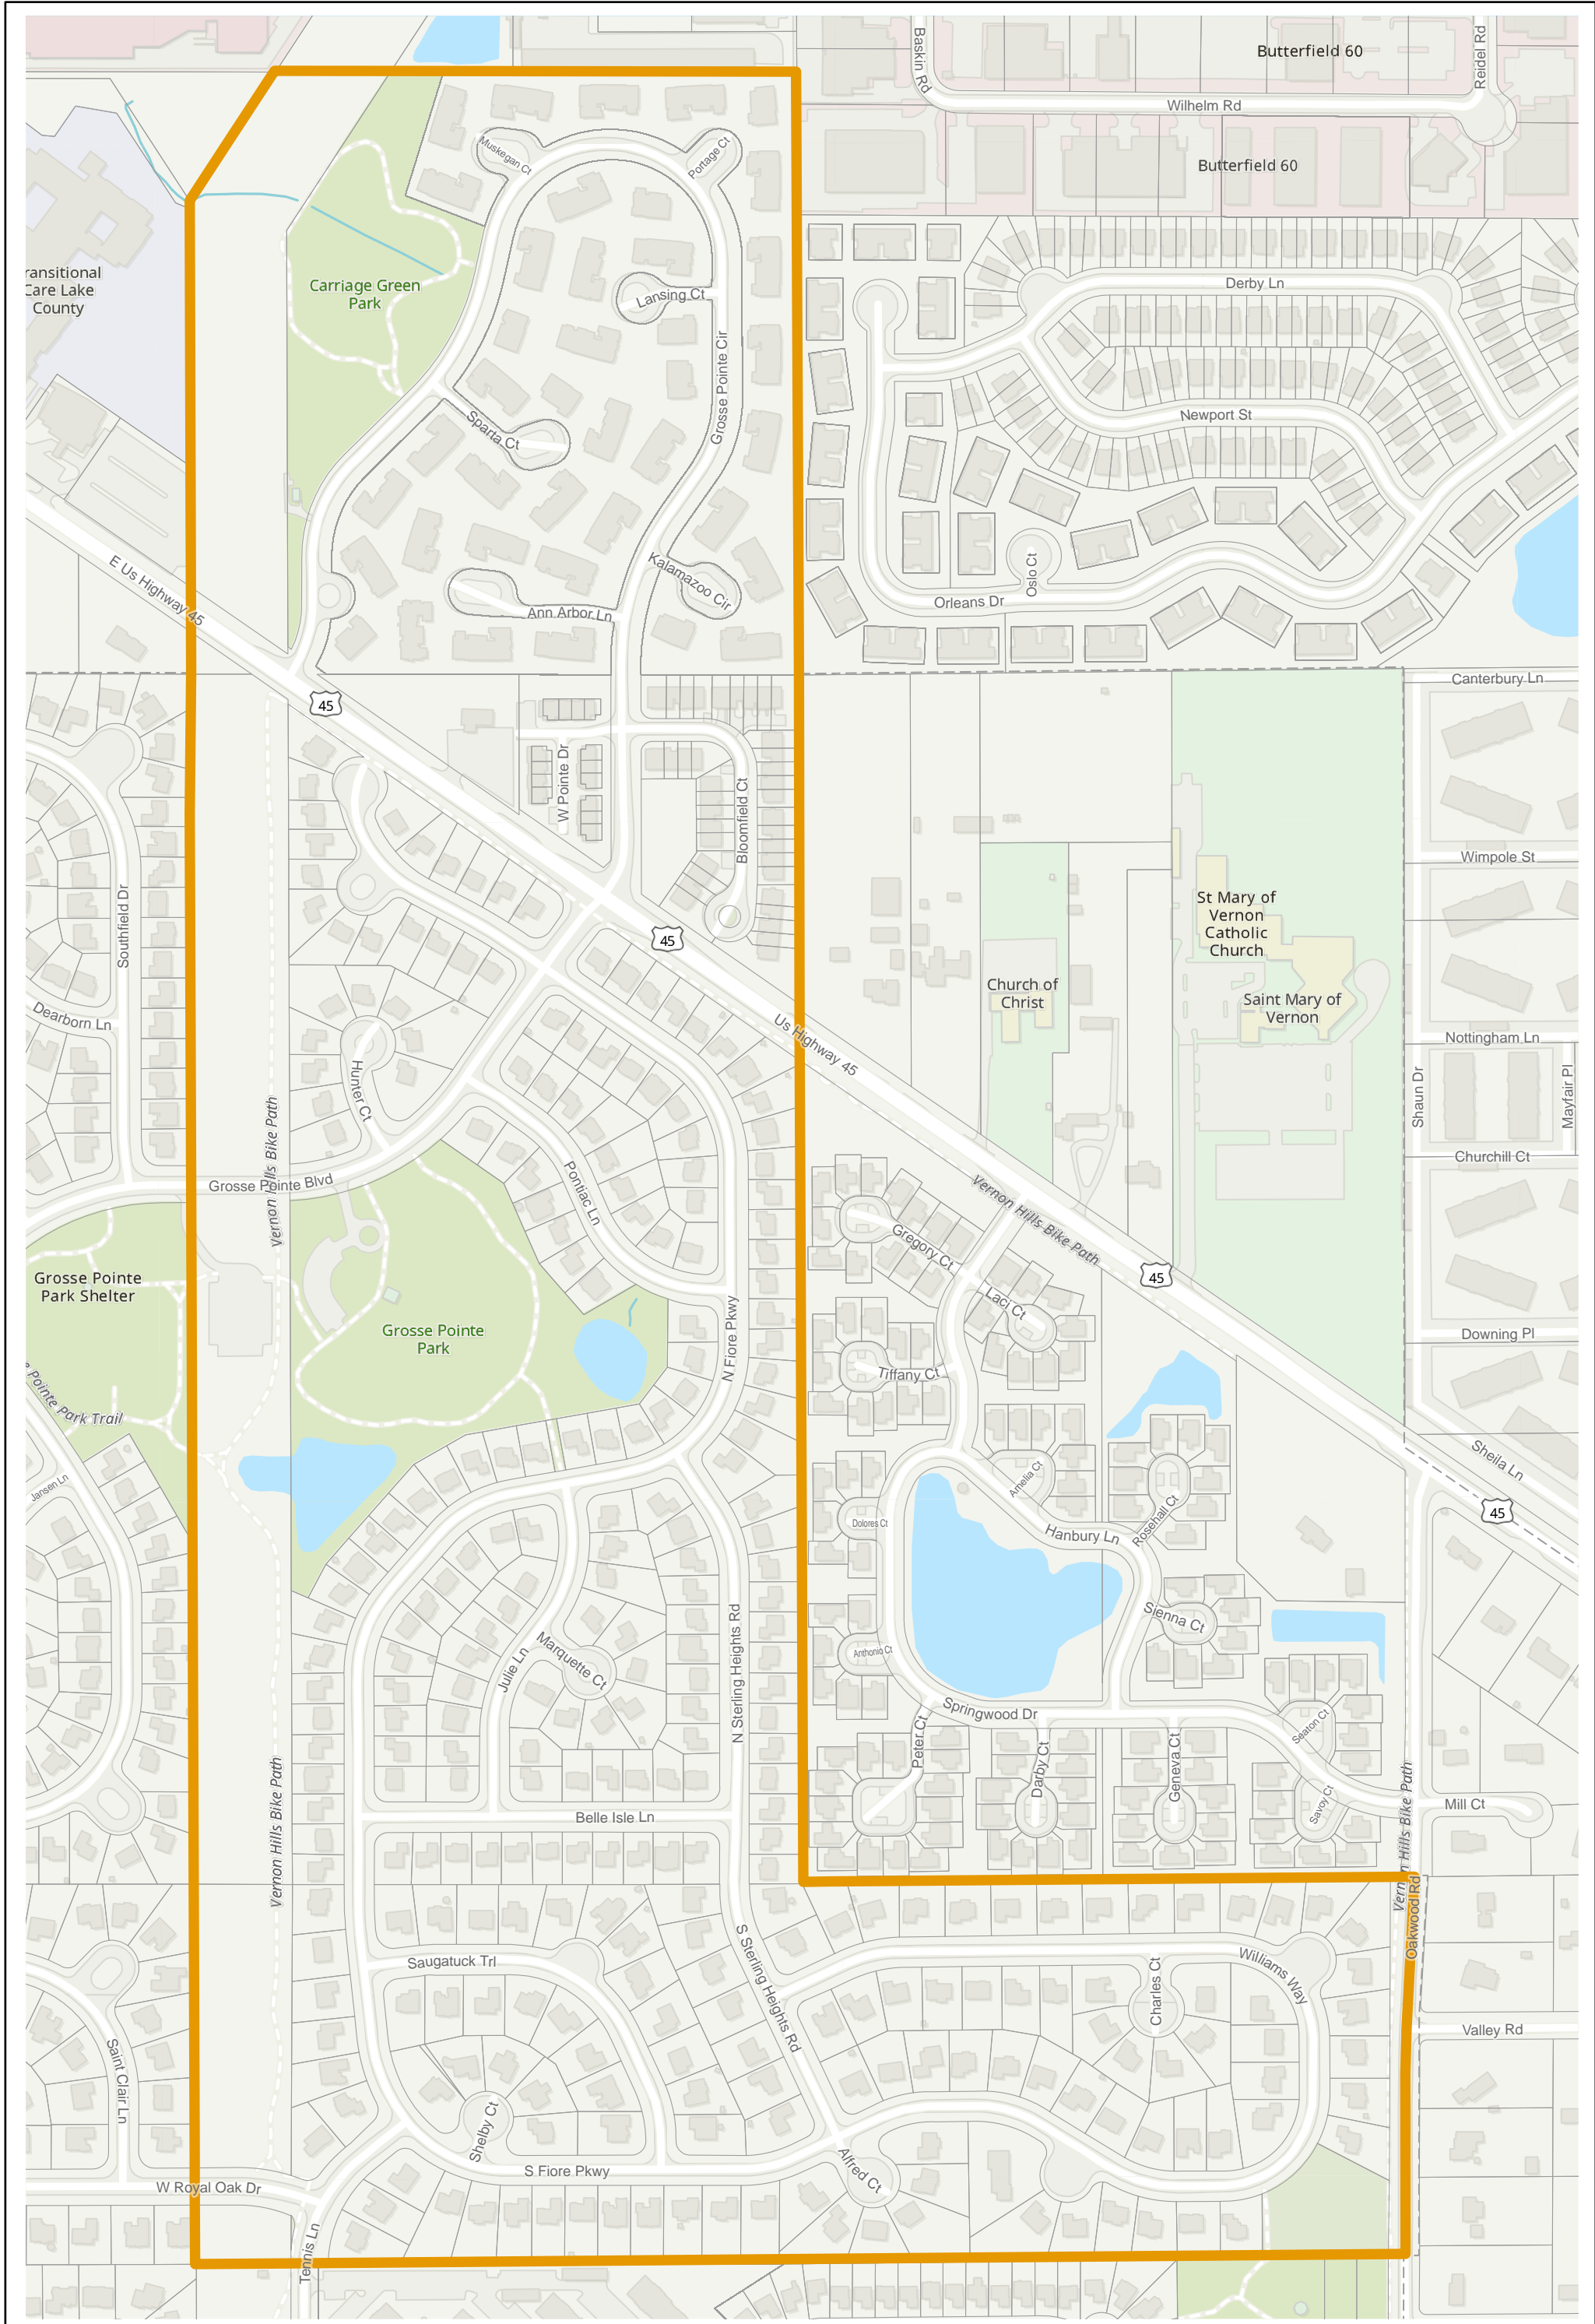 Baskin Rd
Butterfield 60
Reidel Rd
Wilhelm Rd
Butterfield 60
Muskegan Ct
Portage Ct
ransitional
Care Lake
County
Carriage Green
Park
Lansing Ct
Derby Ln
Grosse Pointe Cir
Newport St
Sparta Ct
E Us Highway 45
Kalamazoo Cir
Ann Arbor Ln
Oslo Ct
Orleans Dr
Canterbury Ln
45
W Pointe Dr
Bloomfield Ct
Wimpole St
Southfield Dr
St Mary of
Vernon
Catholic
Church
45
Church of
Christ
Saint Mary of
Vernon
Dearborn Ln
Us Highway 45
Nottingham Ln
Hunter Ct
Shaun Dr
Mayfair Pl
Vernon Hills Bike Path
Churchill Ct
Grosse Pointe Blvd
Pontiac Ln
Vernon Hills Bike Path
Gregory Ct
45
Grosse Pointe
Park Shelter
Laci Ct
Grosse Pointe
Park
N Fiore Pkwy
Downing Pl
Tiffany Ct
e Pointe Park Trail
Sheila Ln
Jansen Ln
Amelia Ct
45
Dolores Ct
Rosehall Ct
Hanbury Ln
Sienna Ct
Marquette Ct
Julie Ln
N Sterling Heights Rd
Anthonio Ct
Springwood Dr
Seaton Ct
Peter Ct
Darby Ct
Geneva Ct
Savoy Ct
Mill Ct
Vernon Hills Bike Path
Belle Isle Ln
Vernon Hills Bike Path
Oakwood Rd
S Sterling Heights Rd
Saugatuck Trl
Williams Way
Charles Ct
Valley Rd
Saint Clair Ln
Shelby Ct
Alfred Ct
S Fiore Pkwy
W Royal Oak Dr
Tennis Ln